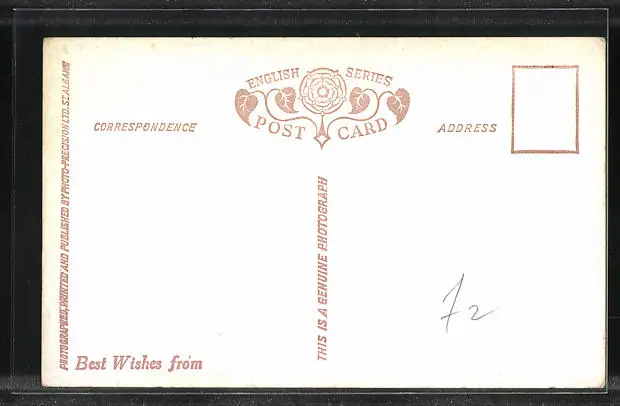 ENGLISH SERIES
POST CARD
CORRESPONDENCE
ADDRESS
PHOTOGRAPHED, PRINTED AND PUBLISHED BY PHOTO-PRECISION LTD. ST. ALBANS
THIS IS A GENUINE PHOTOGRAPH
72
Best Wishes from